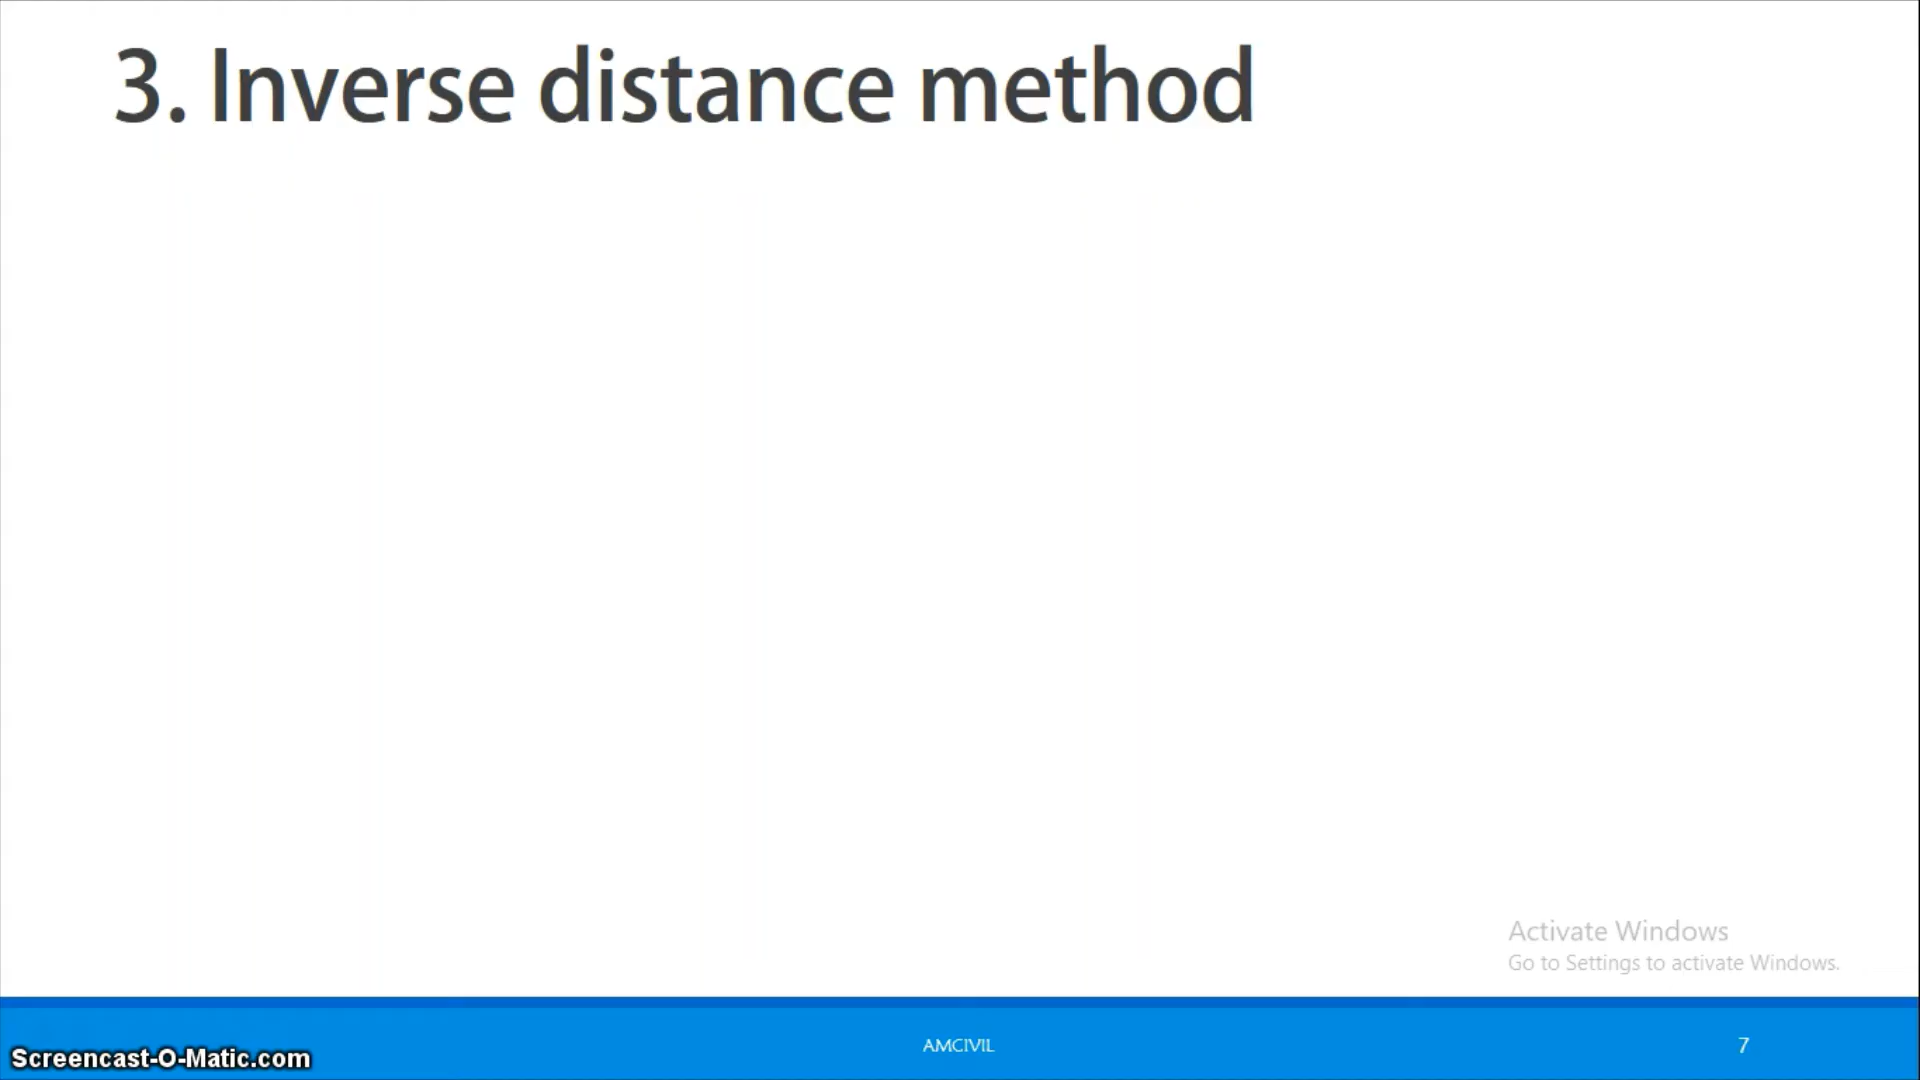 3. Inverse distance method
Activate Windows
Go to Settings to activate Windows.
AMCIVIL
7
Screencast-O-Matic.com